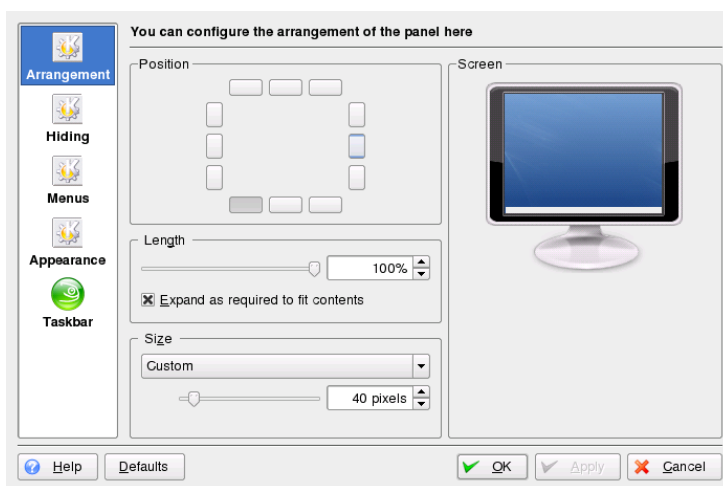 You can configure the arrangement of the panel here
Arrangement
Hiding
Menus
Appearance
Taskbar
Position
Screen
Length
100%
Expand as required to fit contents
Size
Custom
40 pixels
Help
Defaults
OK
Apply
Cancel